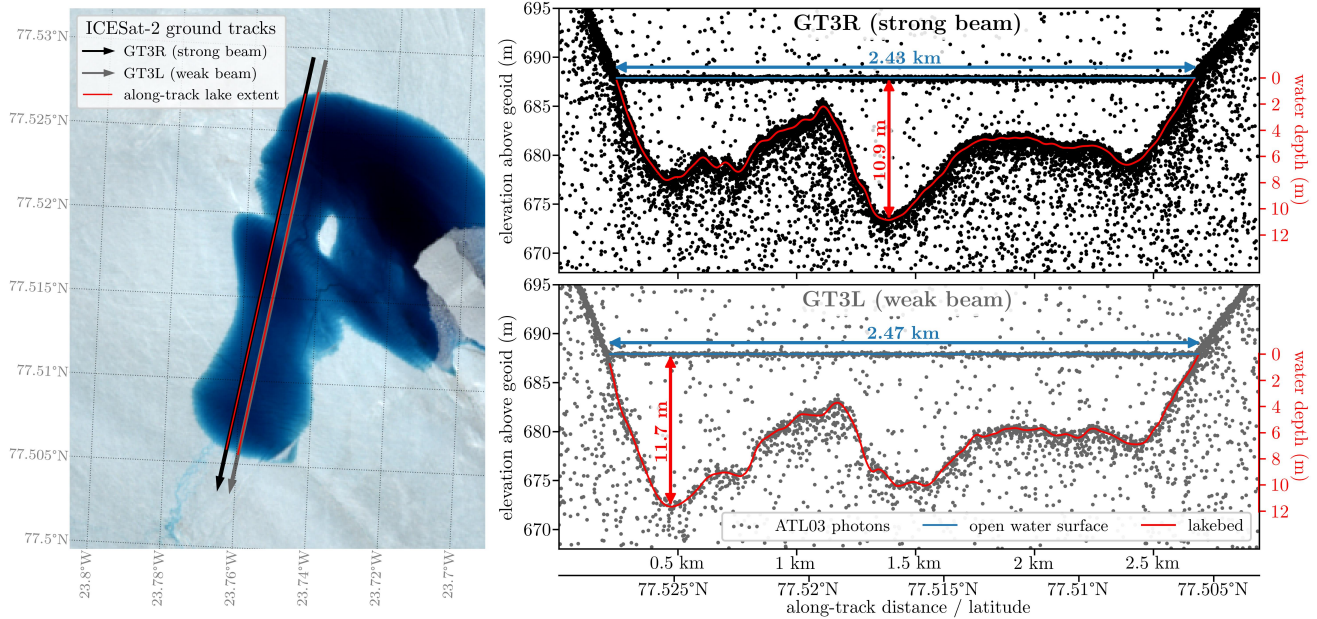 ICESat-2 ground tracks
GT3R (strong beam)
GT3L (weak beam)
along-track lake extent
77.53°N
77.525°N
77.52°N
77.515°N
77.51°N
77.505°N
77.5°N
23.8°W
23.78°W
23.76°W
23.74°W
23.72°W
23.7°W
GT3R (strong beam)
2.43 km
10.9 m
elevation above geoid (m)
695
690
685
680
675
670
water depth (m)
0
2
4
6
8
10
12
GT3L (weak beam)
2.47 km
11.7 m
elevation above geoid (m)
695
690
685
680
675
670
water depth (m)
0
2
4
6
8
10
12
ATL03 photons
open water surface
lakebed
0.5 km
1 km
1.5 km
2 km
2.5 km
77.525°N
77.52°N
77.515°N
77.51°N
77.505°N
along-track distance / latitude